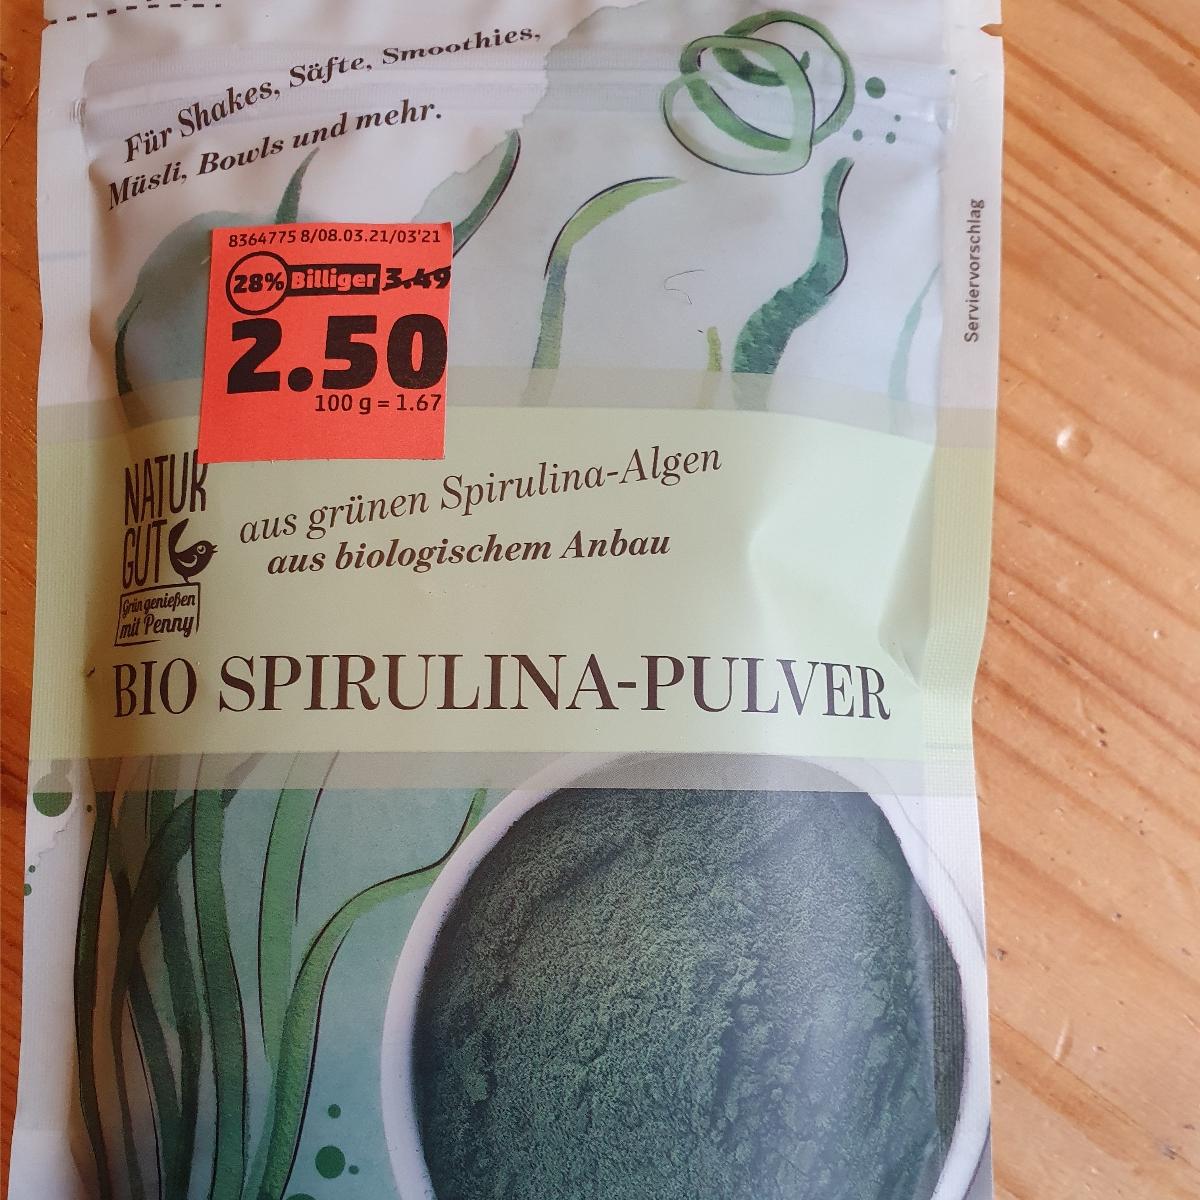 Für Shakes, Säfte, Smoothies,
Müsli, Bowls und mehr.
8364775 8/08.03.21/03'21
28% Billiger 3.49
2.50
100 g = 1.67
Serviervorschlag
NATUR
GUT
Grün genießen
mit Penny
aus grünen Spirulina-Algen
aus biologischem Anbau
BIO SPIRULINA-PULVER